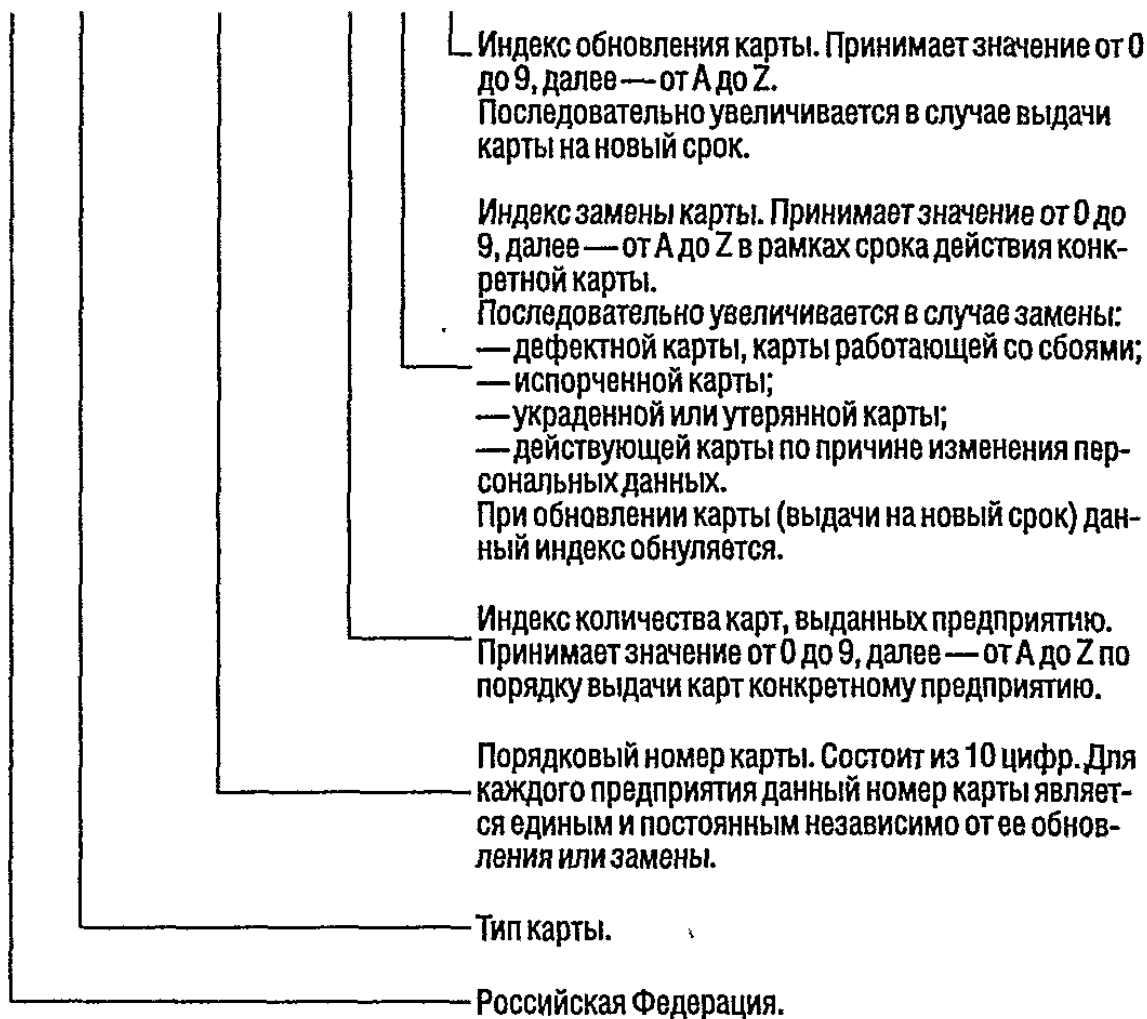 Индекс обновления карты. Принимает значение от 0
до 9, далее — от A до Z.
Последовательно увеличивается в случае выдачи
карты на новый срок.
Индекс замены карты. Принимает значение от 0 до
9, далее — от A до Z в рамках срока действия конк-
ретной карты.
Последовательно увеличивается в случае замены:
— дефектной карты, карты работающей со сбоями;
— испорченной карты;
— украденной или утерянной карты;
— действующей карты по причине изменения пер-
сональных данных.
При обновлении карты (выдачи на новый срок) дан-
ный индекс обнуляется.
Индекс количества карт, выданных предприятию.
Принимает значение от 0 до 9, далее — от A до Z по
порядку выдачи карт конкретному предприятию.
Порядковый номер карты. Состоит из 10 цифр. Для
каждого предприятия данный номер карты являет-
ся единым и постоянным независимо от ее обнов-
ления или замены.
Тип карты.
Российская Федерация.